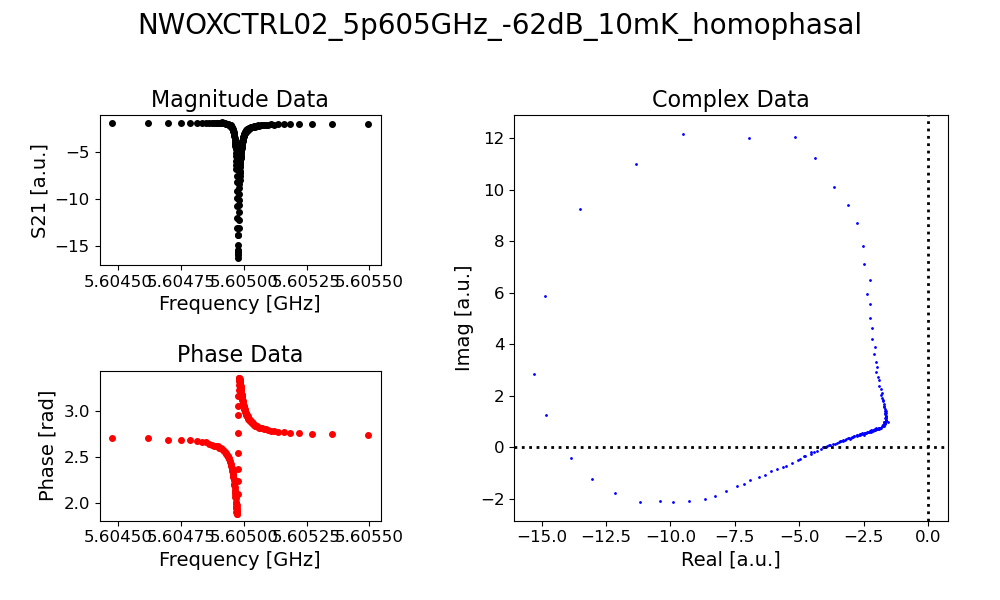 NWOXCTRL02_5p605GHz_-62dB_10mK_homophasal
Magnitude Data
S21 [a.u.]
−5
−10
−15
5.60450 5.60475 5.60500 5.60525 5.60550
Frequency [GHz]
Phase Data
Phase [rad]
3.0
2.5
2.0
5.60450 5.60475 5.60500 5.60525 5.60550
Frequency [GHz]
Complex Data
Imag [a.u.]
12
10
8
6
4
2
0
−2
−15.0 −12.5 −10.0 −7.5 −5.0 −2.5 0.0
Real [a.u.]